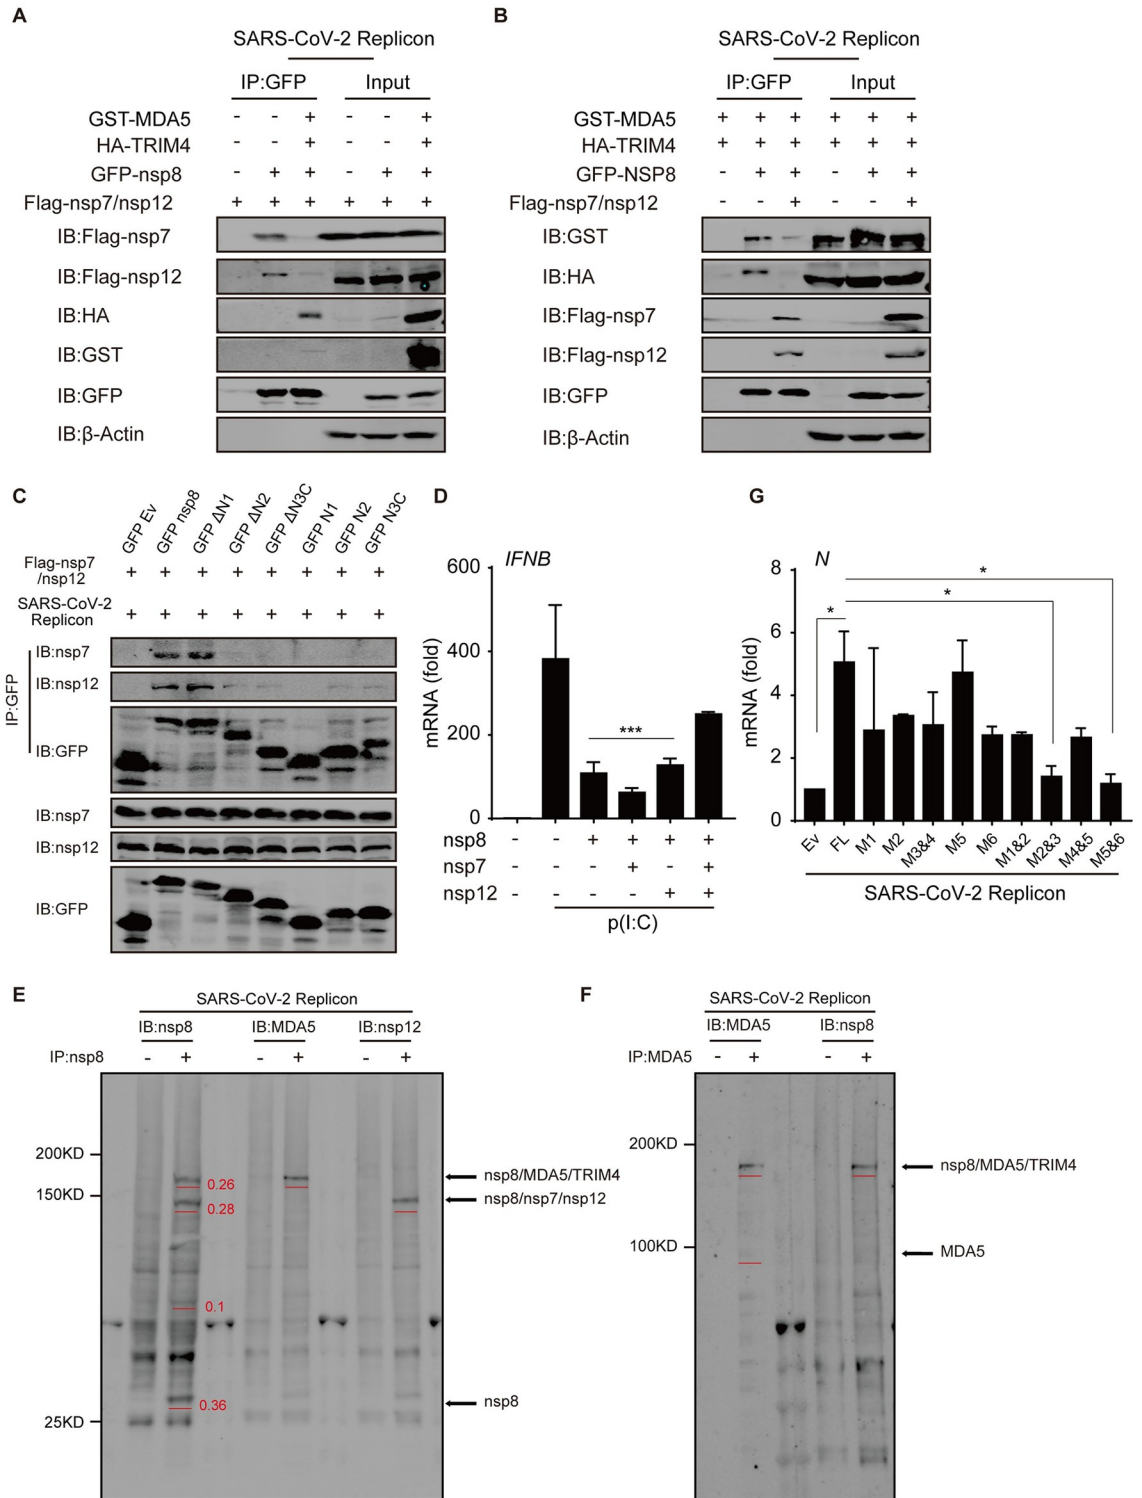 A
SARS-CoV-2 Replicon
IP:GFP Input
GST-MDA5 - - + - - +
HA-TRIM4 - - + - - +
GFP-nsp8 - + + - + +
Flag-nsp7/nsp12 + + + + + +
IB:Flag-nsp7
IB:Flag-nsp12
IB:HA
IB:GST
IB:GFP
IB:β-Actin
B
SARS-CoV-2 Replicon
IP:GFP Input
GST-MDA5 + + + + + +
HA-TRIM4 + + + + + +
GFP-NSP8 - + + - + +
Flag-nsp7/nsp12 - - + - - +
IB:GST
IB:HA
IB:Flag-nsp7
IB:Flag-nsp12
IB:GFP
IB:β-Actin
C
GFP Ev GFP nsp8 GFP ΔN1 GFP ΔN2 GFP ΔN3C GFP N1 GFP N2 GFP N3C
Flag-nsp7
/nsp12 + + + + + + + +
SARS-CoV-2
Replicon + + + + + + + +
IP:GFP
IB:nsp7
IB:nsp12
IB:GFP
IB:nsp7
IB:nsp12
IB:GFP
D
IFNB
mRNA (fold)
600
400
200
0
***
nsp8 - - + + + +
nsp7 - - + +
nsp12 - - + +
p(I:C)
G
N
mRNA (fold)
8
6
4
2
0
* * *
Ev FL M1 M2 M3&4 M5 M6 M1&2 M2&3 M4&5 M5&6
SARS-CoV-2 Replicon
E
SARS-CoV-2 Replicon
IB:nsp8 IB:MDA5 IB:nsp12
IP:nsp8 - + - + - +
200KD
150KD
25KD
0.26
0.28
0.1
0.36
nsp8/MDA5/TRIM4
nsp8/nsp7/nsp12
nsp8
F
SARS-CoV-2 Replicon
IB:MDA5 IB:nsp8
IP:MDA5 - + - +
200KD
100KD
nsp8/MDA5/TRIM4
MDA5